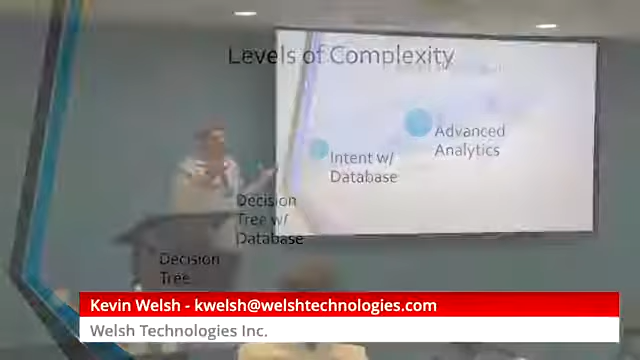 Levels of Complexity
Advanced
Analytics
Intent w/
Database
Decision
Tree w/
Database
Decision
Tree
Kevin Welsh - kwelsh@welshtechnologies.com
Welsh Technologies Inc.